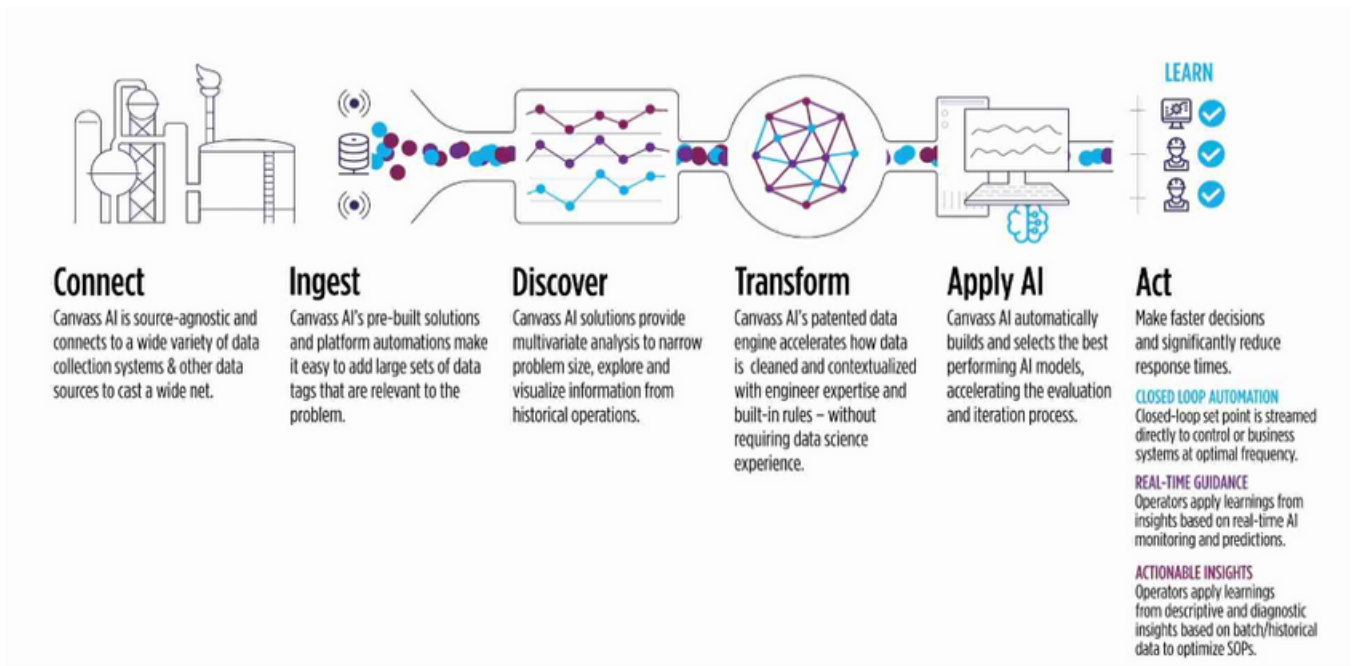 LEARN
Connect
Canvass AI is source-agnostic and
connects to a wide variety of data
collection systems & other data
sources to cast a wide net.
Ingest
Canvass AI's pre-built solutions
and platform automations make
it easy to add large sets of data
tags that are relevant to the
problem.
Discover
Canvass AI solutions provide
multivariate analysis to narrow
problem size, explore and
visualize information from
historical operations.
Transform
Canvass AI's patented data
engine accelerates how data
is cleaned and contextualized
with engineer expertise and
built-in rules – without
requiring data science
experience.
Apply AI
Canvass AI automatically
builds and selects the best
performing AI models,
accelerating the evaluation
and iteration process.
Act
Make faster decisions
and significantly reduce
response times.
CLOSED LOOP AUTOMATION
Closed-loop set point is streamed
directly to control or business
systems at optimal frequency.
REAL-TIME GUIDANCE
Operators apply learnings from
insights based on real-time AI
monitoring and predictions.
ACTIONABLE INSIGHTS
Operators apply learnings
from descriptive and diagnostic
insights based on batch/historical
data to optimize SOPs.